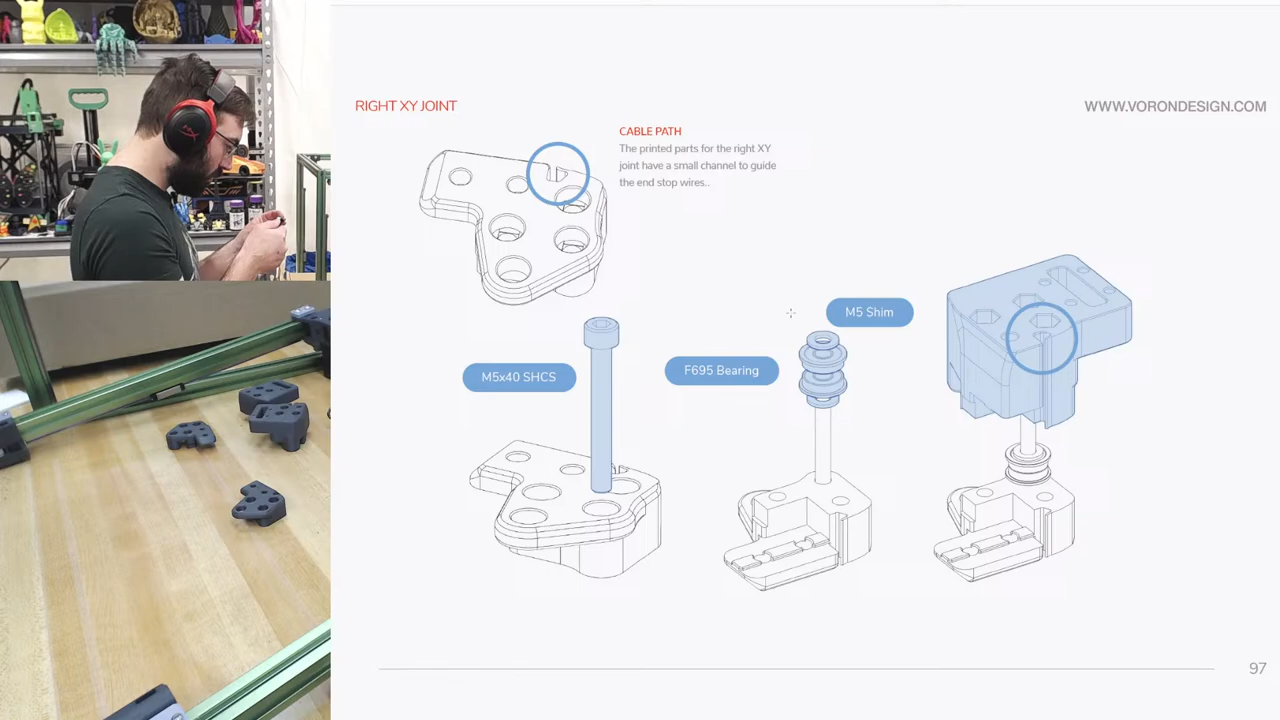 RIGHT XY JOINT
WWW.VORONDESIGN.COM
CABLE PATH
The printed parts for the right XY
joint have a small channel to guide
the end stop wires..
M5 Shim
M5x40 SHCS
F695 Bearing
97